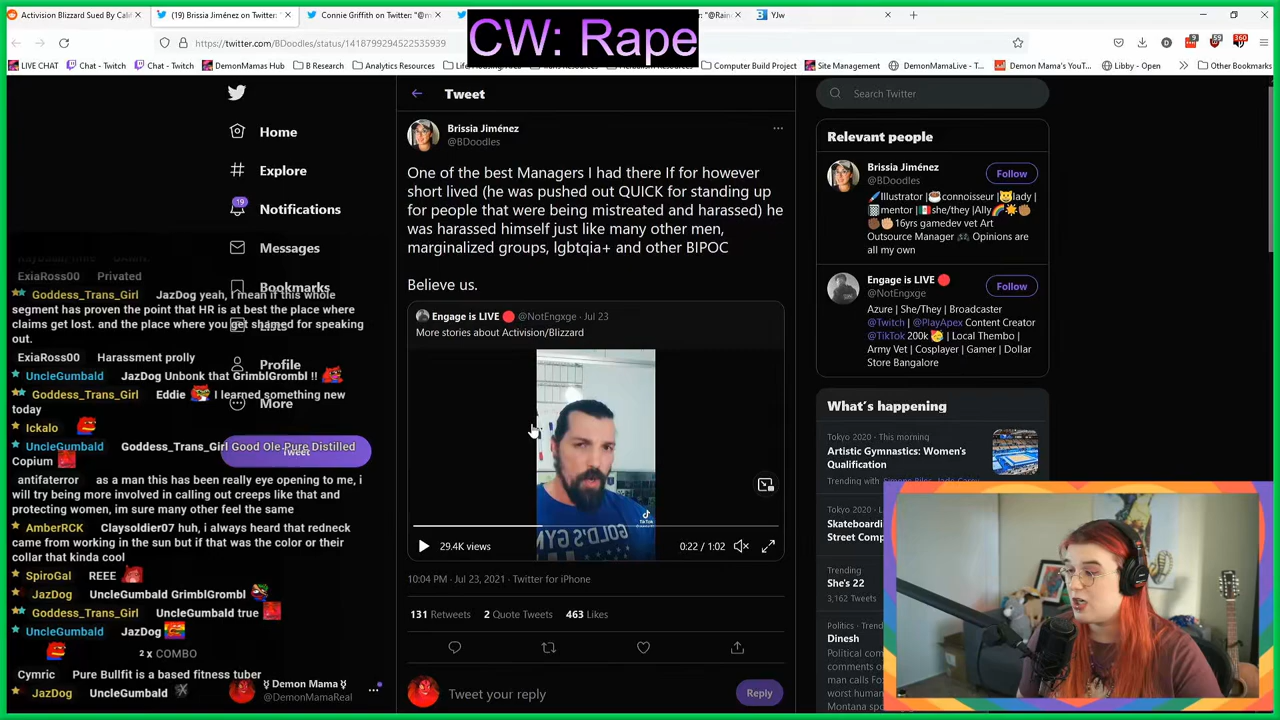 Activision Blizzard Sued By Calif
(19) Brissia Jiménez on Twitter:
Connie Griffith on Twitter: "@m
YJw
CW: Rape
https://twitter.com/BDoodles/status/1418799294522535939
LIVE CHAT
Chat - Twitch
Chat - Twitch
DemonMamas Hub
B Research
Analytics Resources
Computer Build Project
Site Management
DemonMamaLive - T...
Demon Mama's YouT...
Libby - Open
Other Bookmarks
Home
Explore
19
Notifications
Messages
Bookmarks
Profile
More
Tweet
ExiaRoss00 Privated
Goddess_Trans_Girl JazDog yeah, I mean if this whole
segment has proven the point that HR is at best the place where
claims get lost. and the place where you get shamed for speaking
out.
ExiaRoss00 Harassment prolly
UncleGumbald JazDog Unbonk that GrimblGrombl !!
Goddess_Trans_Girl Eddie I learned something new
today
Ickalo
UncleGumbald Goddess_Trans_Girl Good Ole Pure Distilled
Copium
antifaterror as a man this has been really eye opening to me, i
will try being more involved in calling out creeps like that and
protecting women, im sure many other feel the same
AmberRCK Claysoldier07 huh, i always heard that redneck
came from working in the sun but if that was the color or their
collar that kinda cool
SpiroGal REEE
JazDog UncleGumbald GrimblGrombl
Goddess_Trans_Girl UncleGumbald true
UncleGumbald JazDog
2 x COMBO
Cymric Pure Bullfit is a based fitness tuber
JazDog UncleGumbald
Demon Mama
@DemonMamaReal
Tweet
Brissia Jiménez
@BDoodles
One of the best Managers I had there If for however
short lived (he was pushed out QUICK for standing up
for people that were being mistreated and harassed) he
was harassed himself just like many other men,
marginalized groups, lgbtqia+ and other BIPOC
Believe us.
Engage is LIVE @NotEngxge · Jul 23
More stories about Activision/Blizzard
GOLD'S GYM
TikTok
29.4K views
0:22 / 1:02
10:04 PM · Jul 23, 2021 · Twitter for iPhone
131 Retweets 2 Quote Tweets 463 Likes
Tweet your reply
Reply
Search Twitter
Relevant people
Brissia Jiménez
@BDoodles
Follow
Illustrator | connoisseur | lady |
mentor | she/they |Ally
16yrs gamedev vet Art
Outsource Manager Opinions are
all my own
Engage is LIVE
@NotEngxge
Follow
Azure | She/They | Broadcaster
@Twitch | @PlayApex Content Creator
@TikTok 200k | Local Thembo |
Army Vet | Cosplayer | Gamer | Dollar
Store Bangalore
What's happening
Tokyo 2020 · This morning
Artistic Gymnastics: Women's
Qualification
Tokyo 2020
Skateboardi
Street Comp
Trending
She's 22
3,162 Tweets
Politics
Dinesh